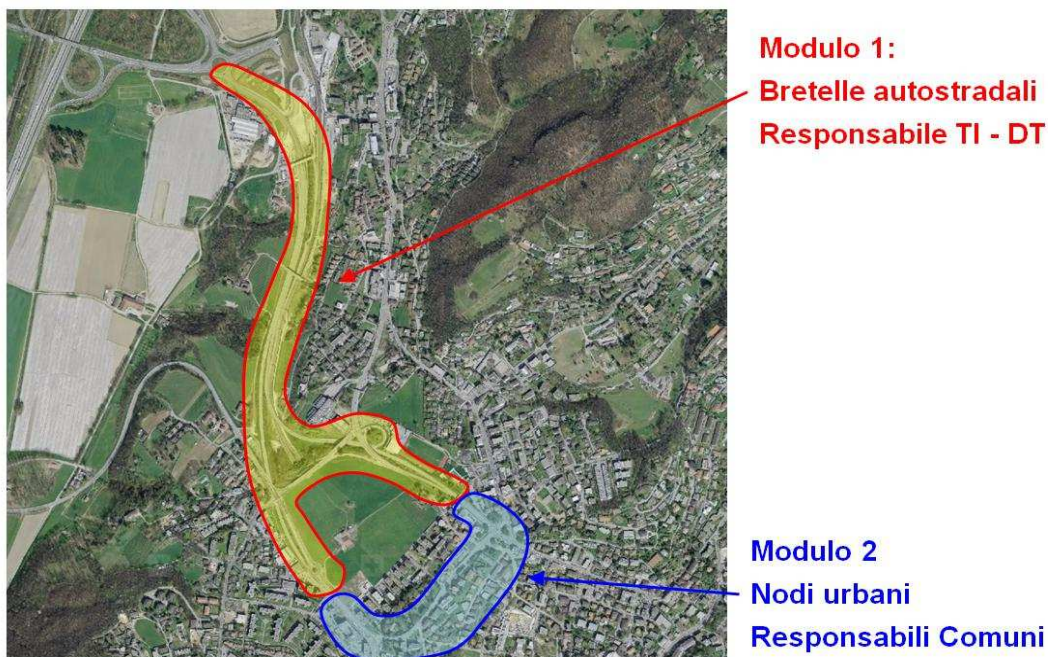 Modulo 1:
Bretelle autostradali
Responsabile TI - DT
Modulo 2
Nodi urbani
Responsabili Comuni